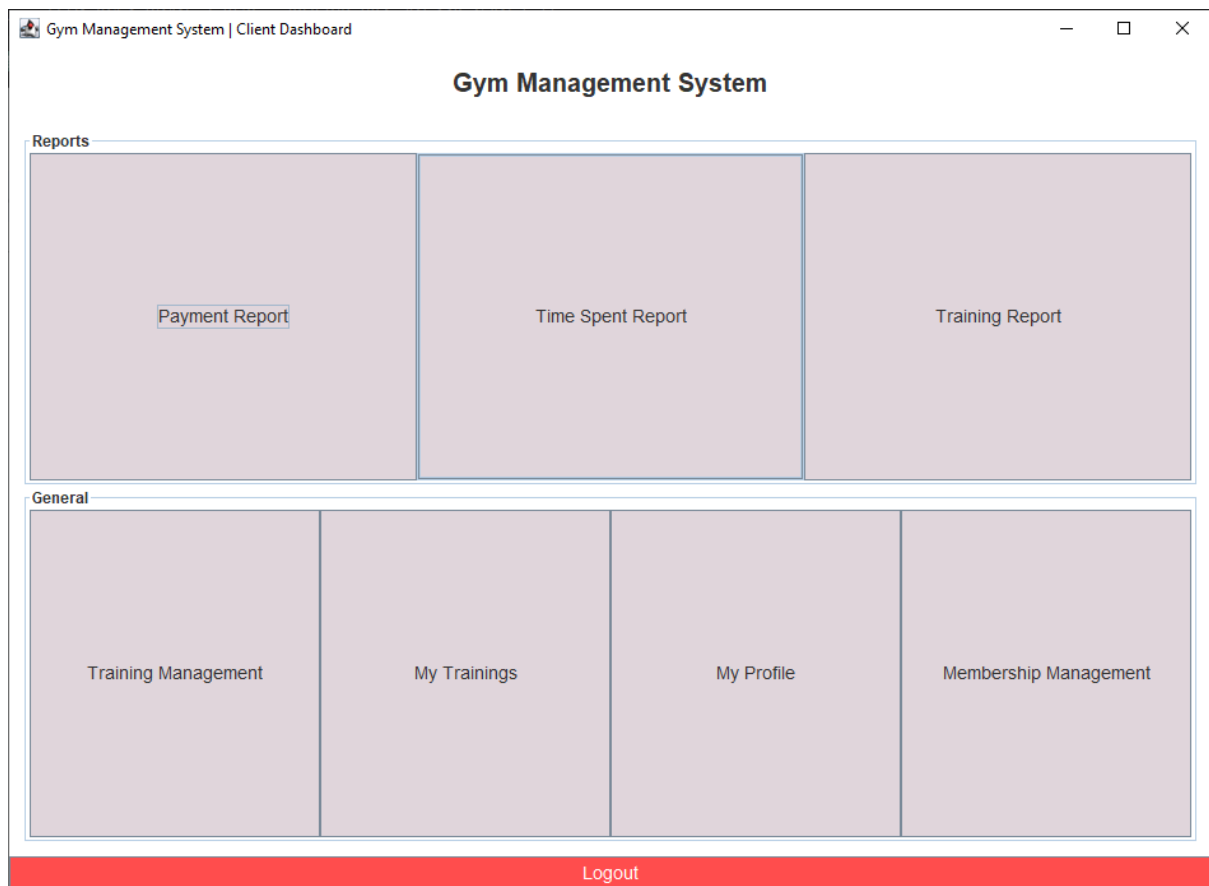 Gym Management System | Client Dashboard
Gym Management System
Reports
Payment Report
Time Spent Report
Training Report
General
Training Management
My Trainings
My Profile
Membership Management
Logout